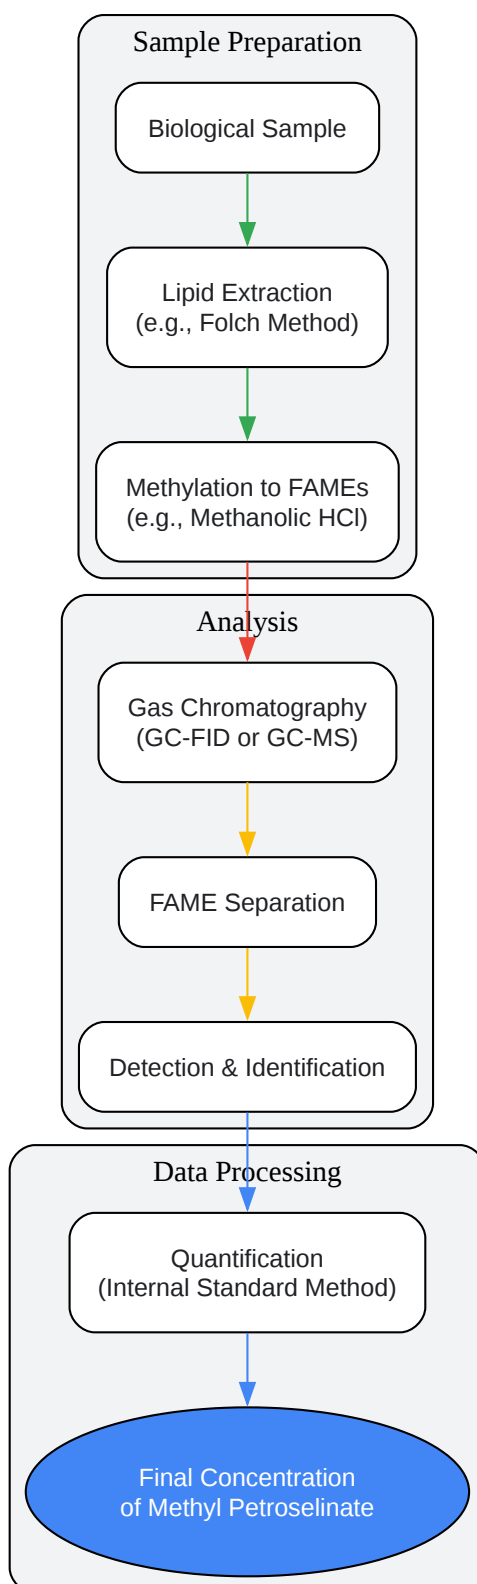 Sample Preparation
Biological Sample
Lipid Extraction
(e.g., Folch Method)
Methylation to FAMEs
(e.g., Methanolic HCl)
Analysis
Gas Chromatography
(GC-FID or GC-MS)
FAME Separation
Detection & Identification
Data Processing
Quantification
(Internal Standard Method)
Final Concentration
of Methyl Petroselinate